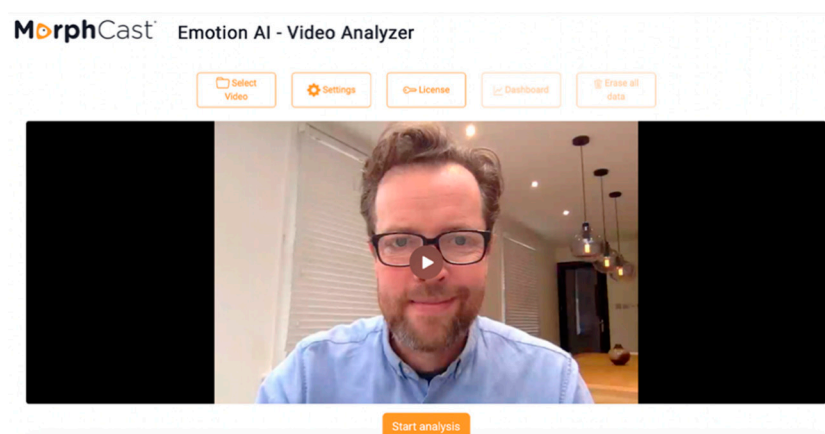 MorphCast
Emotion AI - Video Analyzer
Select
Video
Settings
License
Dashboard
Erase all
data
Start analysis